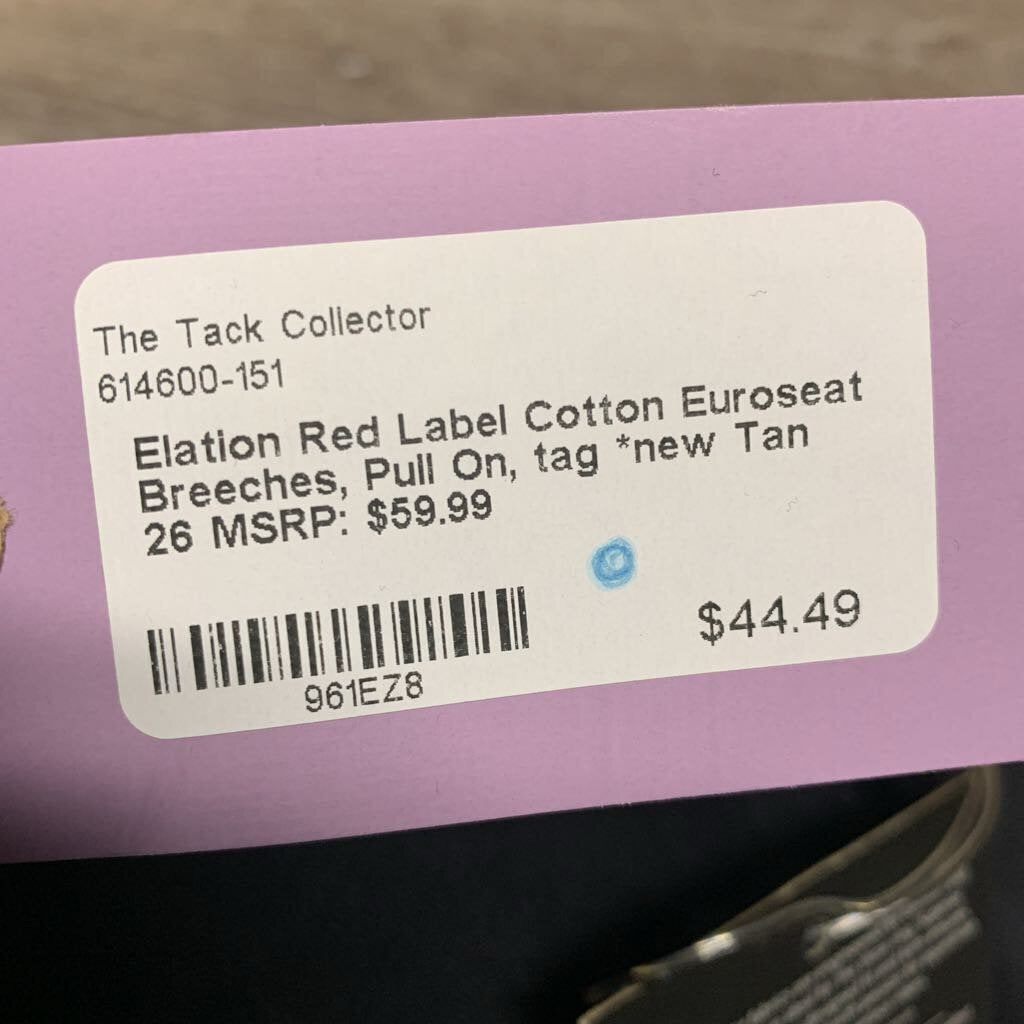 The Tack Collector
614600-151
Elation Red Label Cotton Euroseat
Breeches, Pull On, tag *new Tan
26 MSRP: $59.99
$44.49
961EZ8